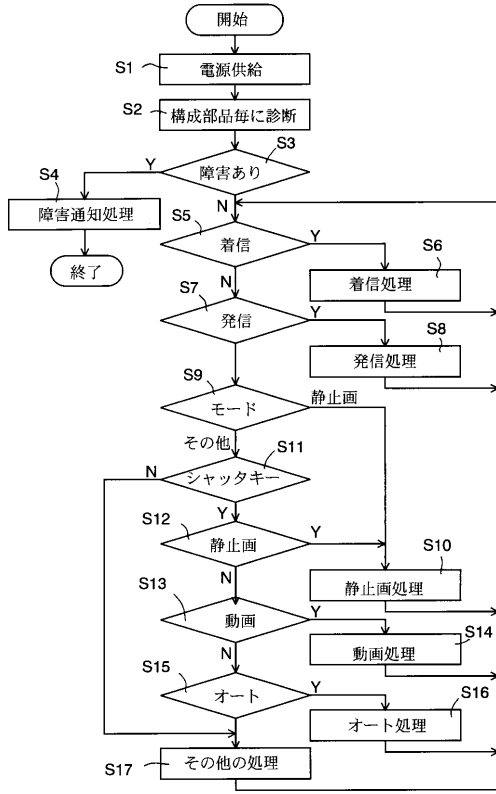 開始
S1
電源供給
S2
構成部品毎に診断
S3
障害あり
Y
N
S4
障害通知処理
終了
S5
着信
Y
N
S6
着信処理
S7
発信
Y
S8
発信処理
S9
モード
静止画
その他
S11
シャッタキー
N
Y
S12
静止画
Y
N
S10
静止画処理
S13
動画
Y
N
S14
動画処理
S15
オート
Y
S16
オート処理
S17
その他の処理